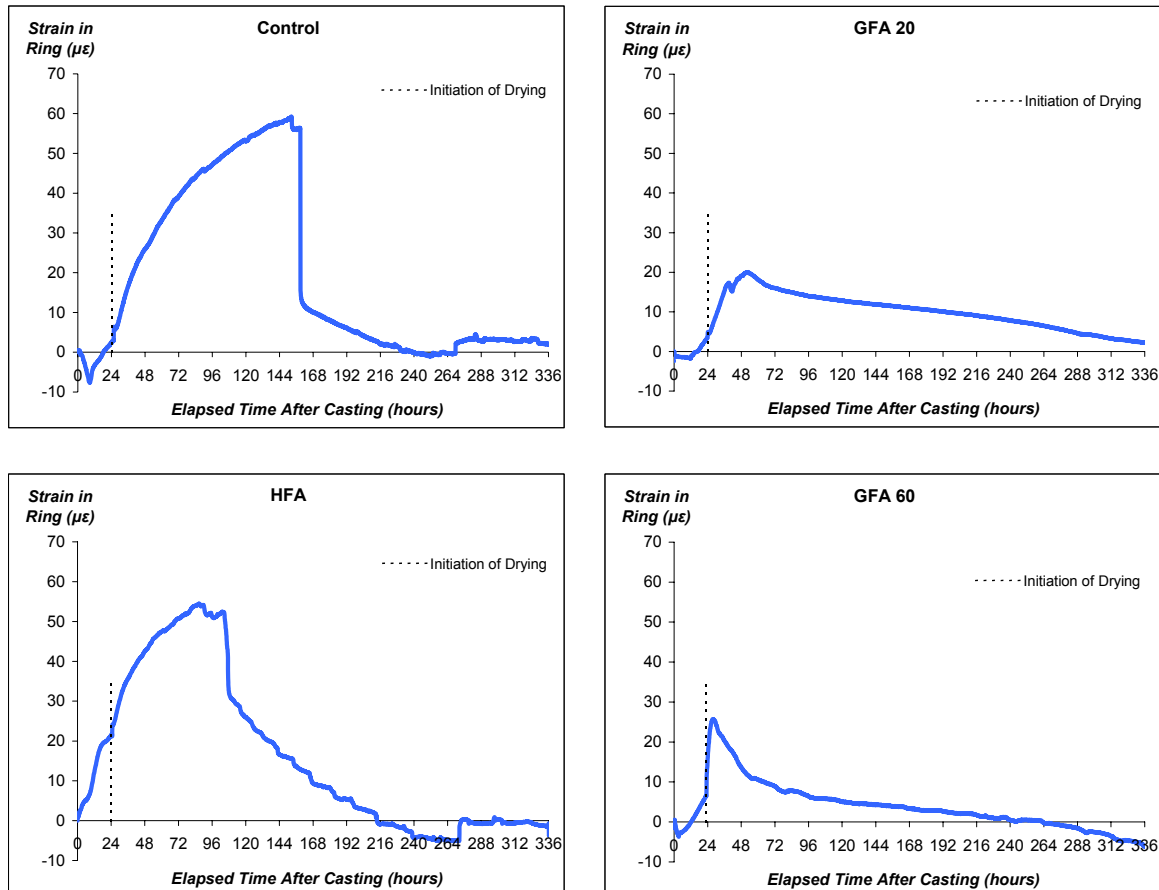 Control
Strain in
Ring (µε)
70
60
50
40
30
20
10
0
-10
Initiation of Drying
0 24 48 72 96 120 144 168 192 216 240 264 288 312 336
Elapsed Time After Casting (hours)
GFA 20
Strain in
Ring (µε)
70
60
50
40
30
20
10
0
-10
Initiation of Drying
0 24 48 72 96 120 144 168 192 216 240 264 288 312 336
Elapsed Time After Casting (hours)
HFA
Strain in
Ring (µε)
70
60
50
40
30
20
10
0
-10
Initiation of Drying
0 24 48 72 96 120 144 168 192 216 240 264 288 312 336
Elapsed Time After Casting (hours)
GFA 60
Strain in
Ring (µε)
70
60
50
40
30
20
10
0
-10
Initiation of Drying
0 24 48 72 96 120 144 168 192 216 240 264 288 312 336
Elapsed Time After Casting (hours)